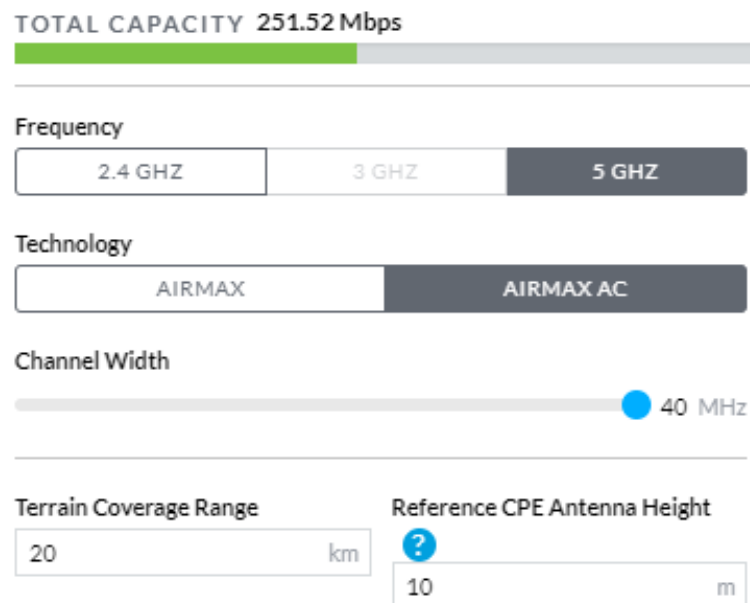 TOTAL CAPACITY 251.52 Mbps
Frequency
2.4 GHZ 3 GHZ 5 GHZ
Technology
AIRMAX AIRMAX AC
Channel Width
40 MHz
Terrain Coverage Range Reference CPE Antenna Height
?
20 km
10 m